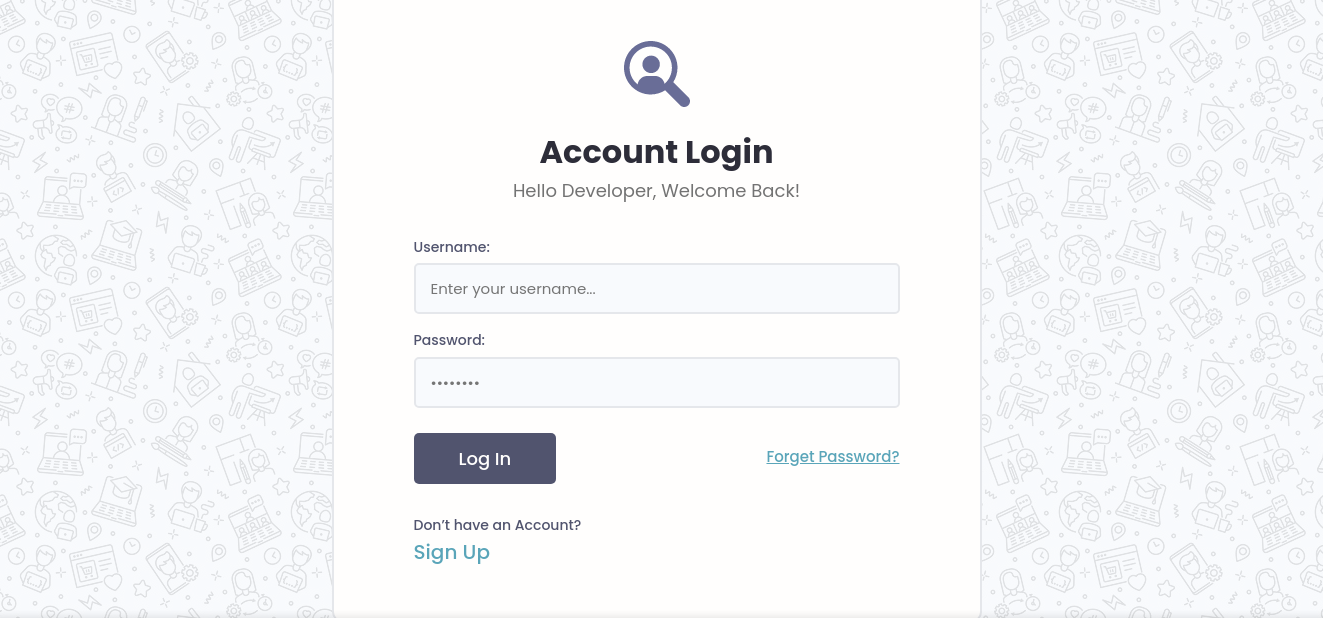 Account Login
Hello Developer, Welcome Back!
Username:
Enter your username...
Password:
••••••••
Log In
Forget Password?
Don’t have an Account?
Sign Up